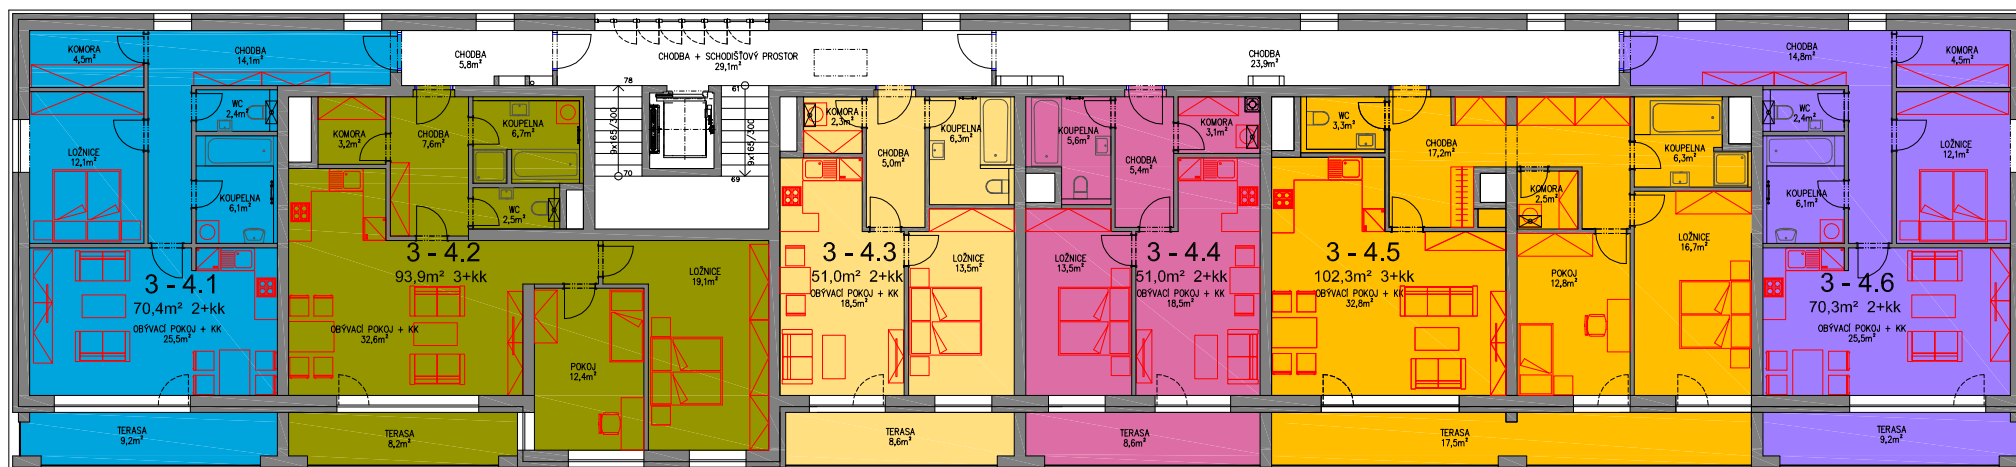 KOMORA
4,5m²
CHODBA
14,1m²
WC
2,4m²
LOŽNICE
12,1m²
KOUPELNA
6,1m²
3 - 4.1
70,4m² 2+kk
OBÝVACÍ POKOJ + KK
25,5m²
TERASA
9,2m²
CHODBA
5,8m²
KOMORA
3,2m²
CHODBA
7,6m²
KOUPELNA
6,7m²
WC
2,5m²
3 - 4.2
93,9m² 3+kk
OBÝVACÍ POKOJ + KK
32,6m²
POKOJ
12,4m²
LOŽNICE
19,1m²
TERASA
8,2m²
CHODBA + SCHODIŠŤOVÝ PROSTOR
29,1m²
78
61
9x165/300
9x165/300
70
69
KOMORA
2,3m²
CHODBA
5,0m²
KOUPELNA
6,3m²
3 - 4.3
51,0m² 2+kk
OBÝVACÍ POKOJ + KK
18,5m²
LOŽNICE
13,5m²
TERASA
8,6m²
CHODBA
23,9m²
KOUPELNA
5,6m²
CHODBA
5,4m²
KOMORA
3,1m²
LOŽNICE
13,5m²
3 - 4.4
51,0m² 2+kk
OBÝVACÍ POKOJ + KK
18,5m²
TERASA
8,6m²
WC
3,3m²
CHODBA
17,2m²
KOMORA
2,5m²
KOUPELNA
6,3m²
3 - 4.5
102,3m² 3+kk
OBÝVACÍ POKOJ + KK
32,8m²
POKOJ
12,8m²
LOŽNICE
16,7m²
TERASA
17,5m²
CHODBA
14,8m²
KOMORA
4,5m²
WC
2,4m²
KOUPELNA
6,1m²
LOŽNICE
12,1m²
3 - 4.6
70,3m² 2+kk
OBÝVACÍ POKOJ + KK
25,5m²
TERASA
9,2m²